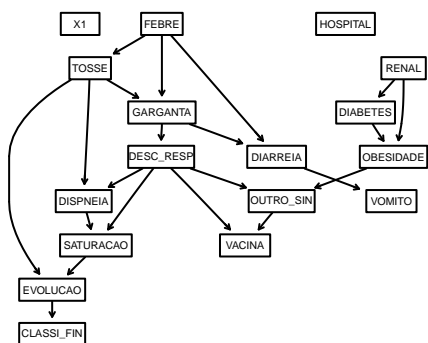 X1
FEBRE
HOSPITAL
TOSSE
RENAL
GARGANTA
DIABETES
DESC_RESP
DIARREIA
OBESIDADE
DISPNEIA
OUTRO_SIN
VOMITO
SATURACAO
VACINA
EVOLUCAO
CLASSI_FIN